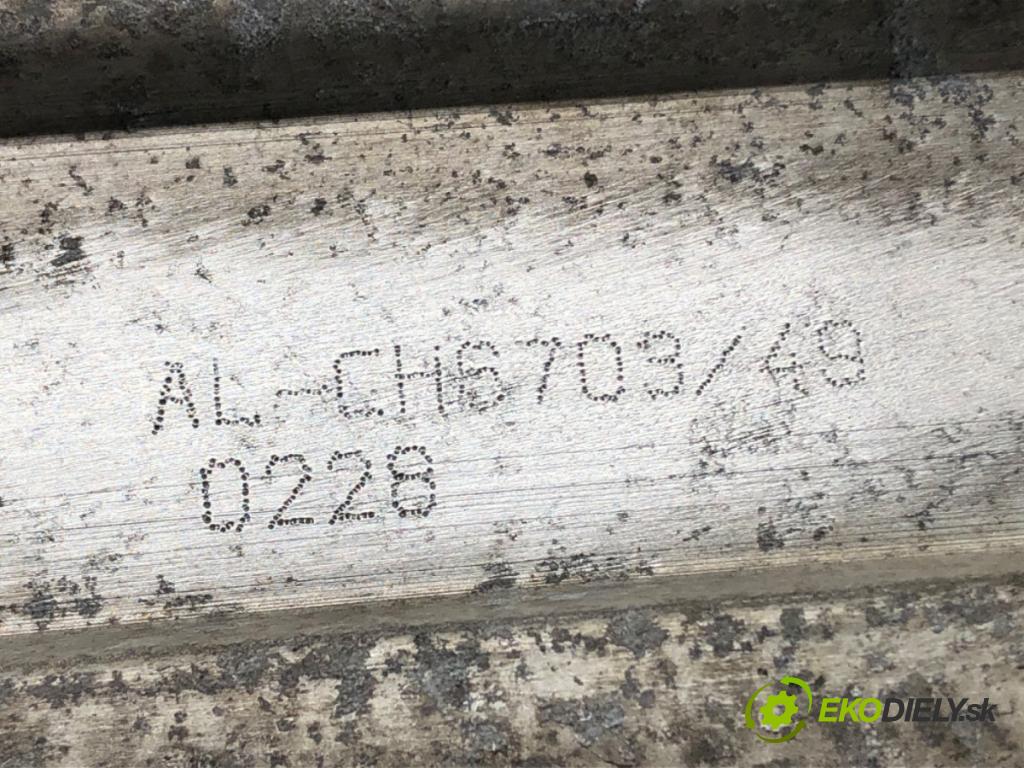 AL-CH6703/49
0228
EKODIELY.sk